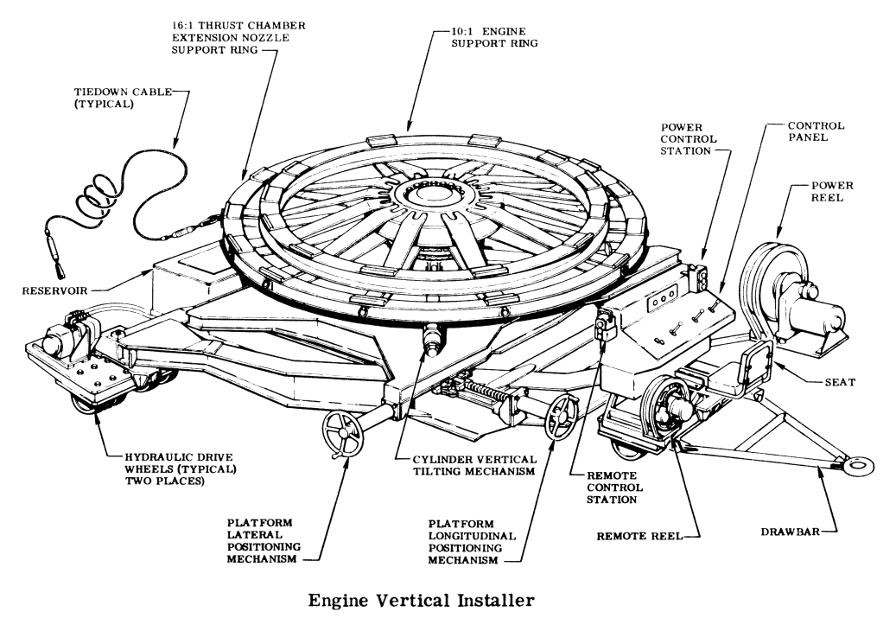 16:1 THRUST CHAMBER
EXTENSION NOZZLE
SUPPORT RING
10:1 ENGINE
SUPPORT RING
TIEDOWN CABLE
(TYPICAL)
POWER
CONTROL
STATION
CONTROL
PANEL
POWER
REEL
RESERVOIR
SEAT
HYDRAULIC DRIVE
WHEELS (TYPICAL)
TWO PLACES)
CYLINDER VERTICAL
TILTING MECHANISM
REMOTE
CONTROL
STATION
PLATFORM
LATERAL
POSITIONING
MECHANISM
PLATFORM
LONGITUDINAL
POSITIONING
MECHANISM
REMOTE REEL
DRAWBAR
Engine Vertical Installer